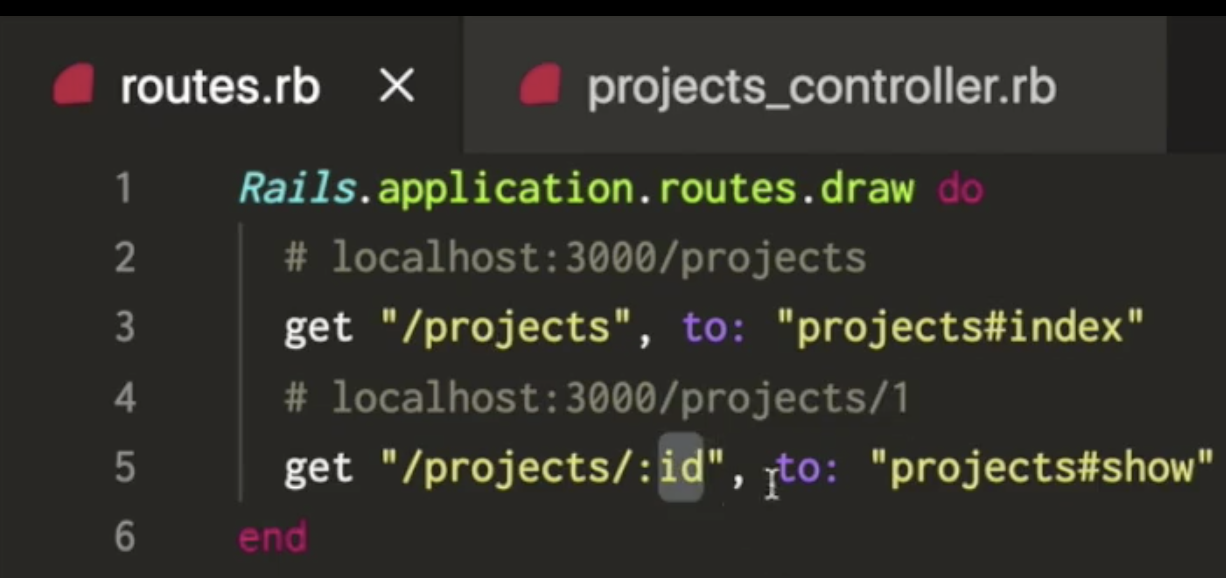 routes.rb × projects_controller.rb
1 Rails.application.routes.draw do
2 # localhost:3000/projects
3 get "/projects", to: "projects#index"
4 # localhost:3000/projects/1
5 get "/projects/:id", to: "projects#show"
6 end